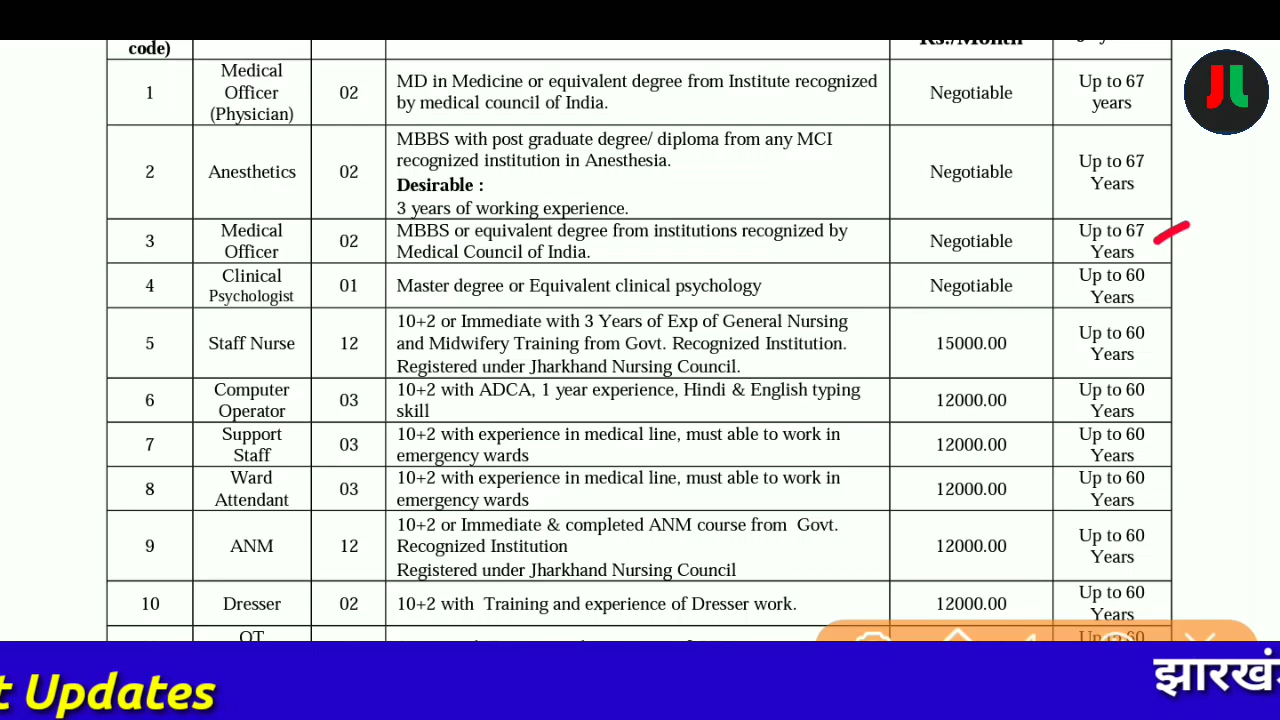 code)
Rs./Month
JL
1 Medical Officer (Physician) 02 MD in Medicine or equivalent degree from Institute recognized by medical council of India. Negotiable Up to 67 years
2 Anesthetics 02 MBBS with post graduate degree/ diploma from any MCI recognized institution in Anesthesia. Desirable : 3 years of working experience. Negotiable Up to 67 Years
3 Medical Officer 02 MBBS or equivalent degree from institutions recognized by Medical Council of India. Negotiable Up to 67 Years
4 Clinical Psychologist 01 Master degree or Equivalent clinical psychology Negotiable Up to 60 Years
5 Staff Nurse 12 10+2 or Immediate with 3 Years of Exp of General Nursing and Midwifery Training from Govt. Recognized Institution. Registered under Jharkhand Nursing Council. 15000.00 Up to 60 Years
6 Computer Operator 03 10+2 with ADCA, 1 year experience, Hindi & English typing skill 12000.00 Up to 60 Years
7 Support Staff 03 10+2 with experience in medical line, must able to work in emergency wards 12000.00 Up to 60 Years
8 Ward Attendant 03 10+2 with experience in medical line, must able to work in emergency wards 12000.00 Up to 60 Years
9 ANM 12 10+2 or Immediate & completed ANM course from Govt. Recognized Institution Registered under Jharkhand Nursing Council 12000.00 Up to 60 Years
10 Dresser 02 10+2 with Training and experience of Dresser work. 12000.00 Up to 60 Years
OT Up to 60
t Updates झारखंड